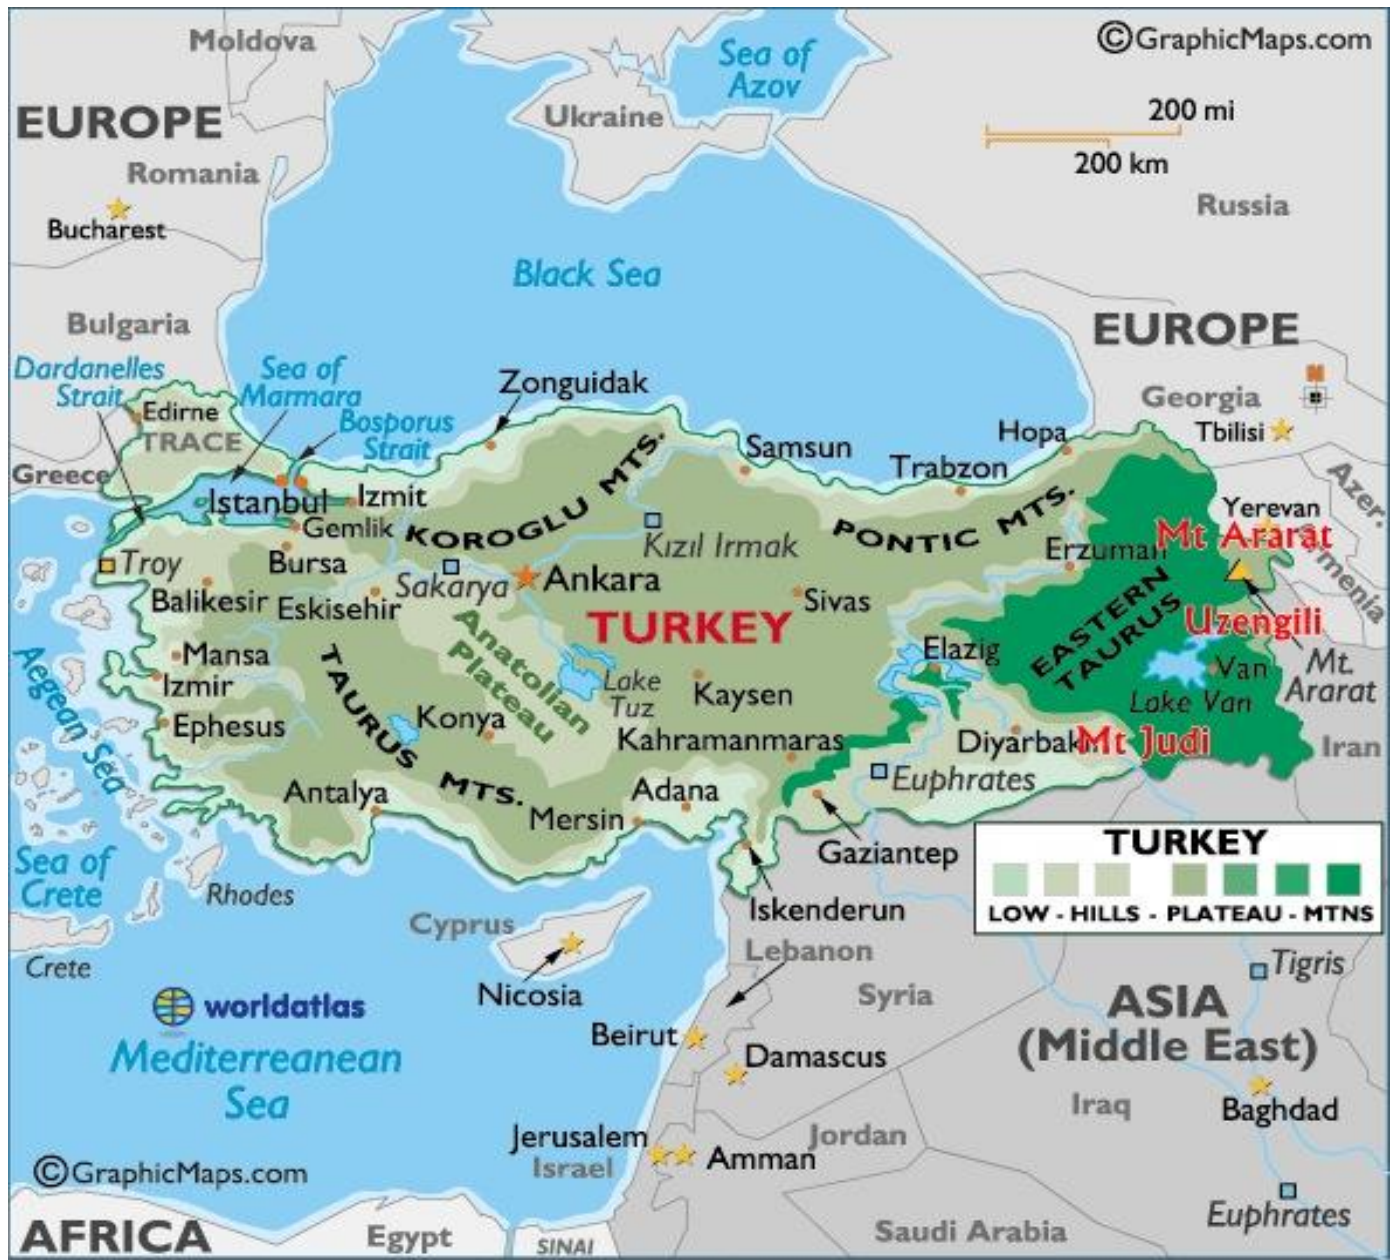 Moldova
©GraphicMaps.com
Sea of
Azov
EUROPE
Ukraine
200 mi
200 km
Romania
Russia
Bucharest
Black Sea
Bulgaria
EUROPE
Dardanelles
Strait
Sea of
Marmara
Zonguidak
Georgia
Tbilisi
Edirne
TRACE
Bosporus
Strait
Samsun
Hopa
Trabzon
Greece
Istanbul
Izmit
KOROGLU MTS.
PONTIC MTS.
Azer.
Yerevan
Mt Ararat
Armenia
Gemlik
Kızıl Irmak
Erzuman
Troy
Bursa
Sakarya
Ankara
Balikesir
Eskisehir
Sivas
TURKEY
EASTERN
TAURUS
Uzengili
Anatolian
Plateau
Elazig
Mansa
Van
Mt.
Ararat
Aegean Sea
Izmir
TAURUS MTS.
Lake
Tuz
Kaysen
Lake Van
Ephesus
Konya
Kahramanmaras
Diyarbak
Mt Judi
Iran
Euphrates
Antalya
Adana
Mersin
TURKEY
Gaziantep
LOW - HILLS - PLATEAU - MTNS
Sea of
Crete
Rhodes
Iskenderun
Cyprus
Lebanon
Crete
Tigris
Nicosia
Syria
worldatlas
ASIA
(Middle East)
Mediterranean
Sea
Beirut
Damascus
Iraq
Baghdad
Jerusalem
Israel
Jordan
Amman
©GraphicMaps.com
Euphrates
AFRICA
Egypt
SINAI
Saudi Arabia